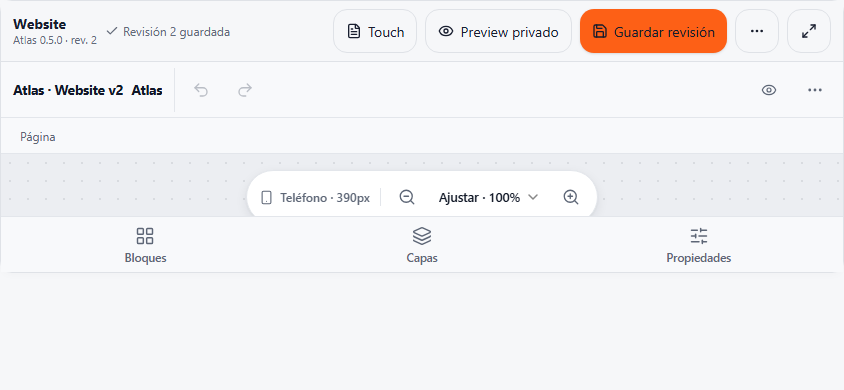 Website
Atlas 0.5.0 · rev. 2
Revisión 2 guardada
Touch
Preview privado
Guardar revisión
Atlas · Website v2 Atlas
Página
Teléfono · 390px
Ajustar · 100%
Bloques
Capas
Propiedades